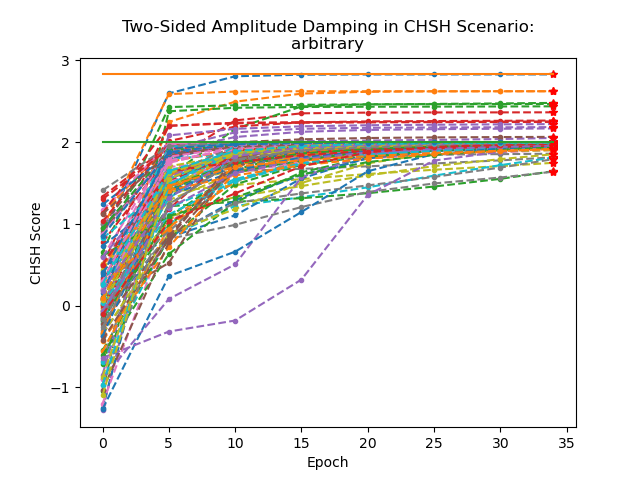 Two-Sided Amplitude Damping in CHSH Scenario:
arbitrary
3
2
1
0
−1
CHSH Score
0 5 10 15 20 25 30 35
Epoch